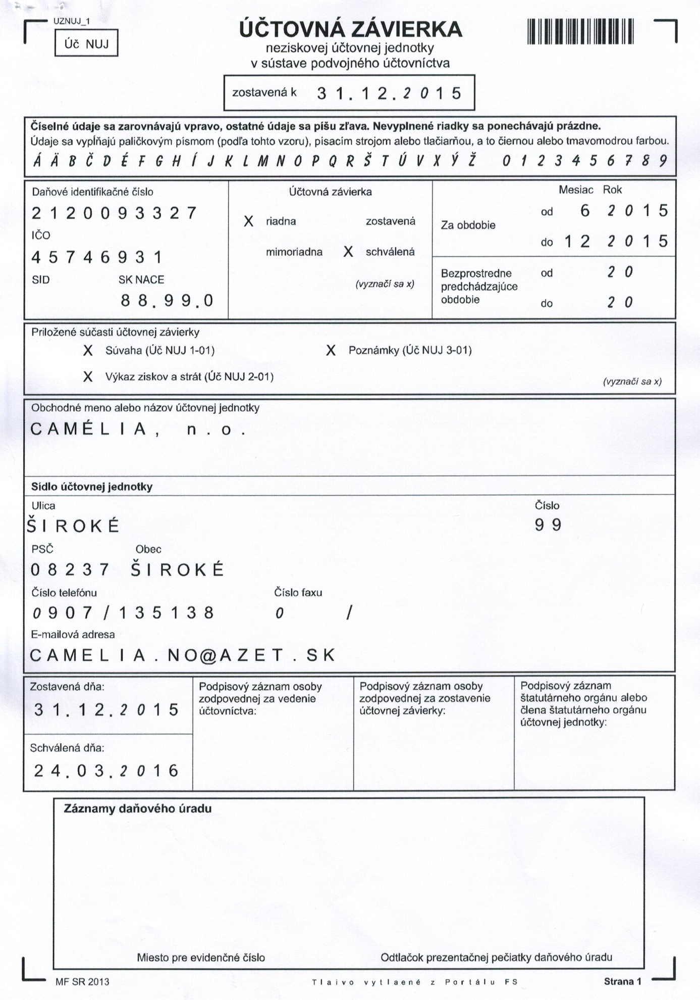 UZNUJ_1
Úč NUJ
ÚČTOVNÁ ZÁVIERKA
neziskovej účtovnej jednotky
v sústave podvojného účtovníctva
zostavená k 31.12.2015
Číselné údaje sa zarovnávajú vpravo, ostatné údaje sa píšu zľava. Nevyplnené riadky sa ponechávajú prázdne.
Údaje sa vypĺňajú paličkovým písmom (podľa tohto vzoru), písacím strojom alebo tlačiarňou, a to čiernou alebo tmavomodrou farbou.
Á Ä B Č D É F G H Í J K L M N O P Q R Š T Ú V X Ý Ž 0 1 2 3 4 5 6 7 8 9
Daňové identifikačné číslo
2120093327
IČO
45746931
SID SK NACE
88.99.0
Účtovná závierka
X riadna zostavená
mimoriadna X schválená
(vyznačí sa x)
Mesiac Rok
Za obdobie
od 6 2015
do 12 2015
Bezprostredne
predchádzajúce
obdobie
od 20
do 20
Priložené súčasti účtovnej závierky
X Súvaha (Úč NUJ 1-01) X Poznámky (Úč NUJ 3-01)
X Výkaz ziskov a strát (Úč NUJ 2-01)
(vyznačí sa x)
Obchodné meno alebo názov účtovnej jednotky
CAMÉLIA, n.o.
Sídlo účtovnej jednotky
Ulica Číslo
ŠIROKÉ 99
PSČ Obec
08237 ŠIROKÉ
Číslo telefónu Číslo faxu
0907/135138 0 /
E-mailová adresa
CAMELIA.NO@AZET.SK
Zostavená dňa:
31.12.2015
Schválená dňa:
24.03.2016
Podpisový záznam osoby
zodpovednej za vedenie
účtovníctva:
Podpisový záznam osoby
zodpovednej za zostavenie
účtovnej závierky:
Podpisový záznam
štatutárneho orgánu alebo
člena štatutárneho orgánu
účtovnej jednotky:
Záznamy daňového úradu
Miesto pre evidenčné číslo Odtlačok prezentačnej pečiatky daňového úradu
MF SR 2013 Tlaivo vytlaené z Portálu FS Strana 1